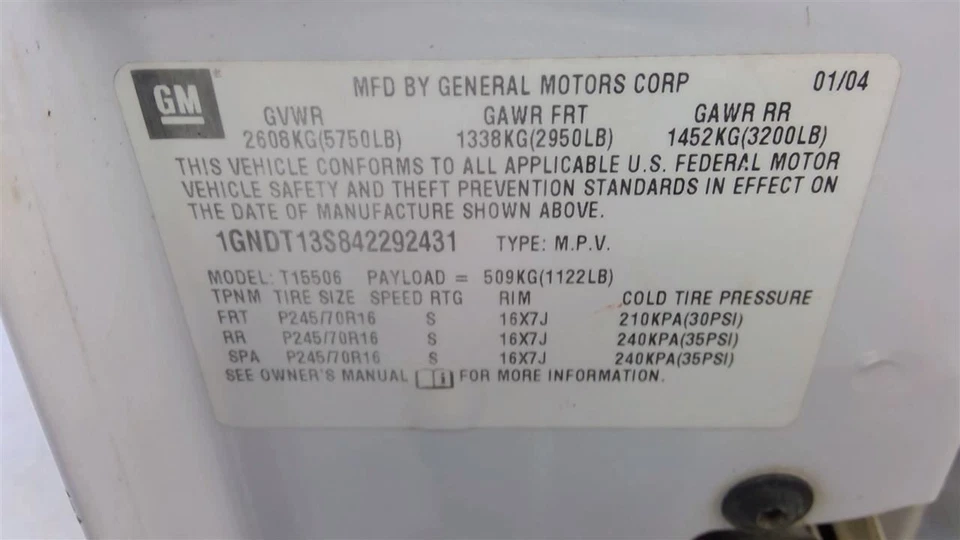 GM
MFD BY GENERAL MOTORS CORP 01/04
GVWR GAWR FRT GAWR RR
2608KG(5750LB) 1338KG(2950LB) 1452KG(3200LB)
THIS VEHICLE CONFORMS TO ALL APPLICABLE U.S. FEDERAL MOTOR
VEHICLE SAFETY AND THEFT PREVENTION STANDARDS IN EFFECT ON
THE DATE OF MANUFACTURE SHOWN ABOVE.
1GNDT13S842292431 TYPE: M.P.V.
MODEL: T15506 PAYLOAD = 509KG(1122LB)
TPNM TIRE SIZE SPEED RTG RIM COLD TIRE PRESSURE
FRT P245/70R16 S 16X7J 210KPA(30PSI)
RR P245/70R16 S 16X7J 240KPA(35PSI)
SPA P245/70R16 S 16X7J 240KPA(35PSI)
SEE OWNER'S MANUAL i FOR MORE INFORMATION.